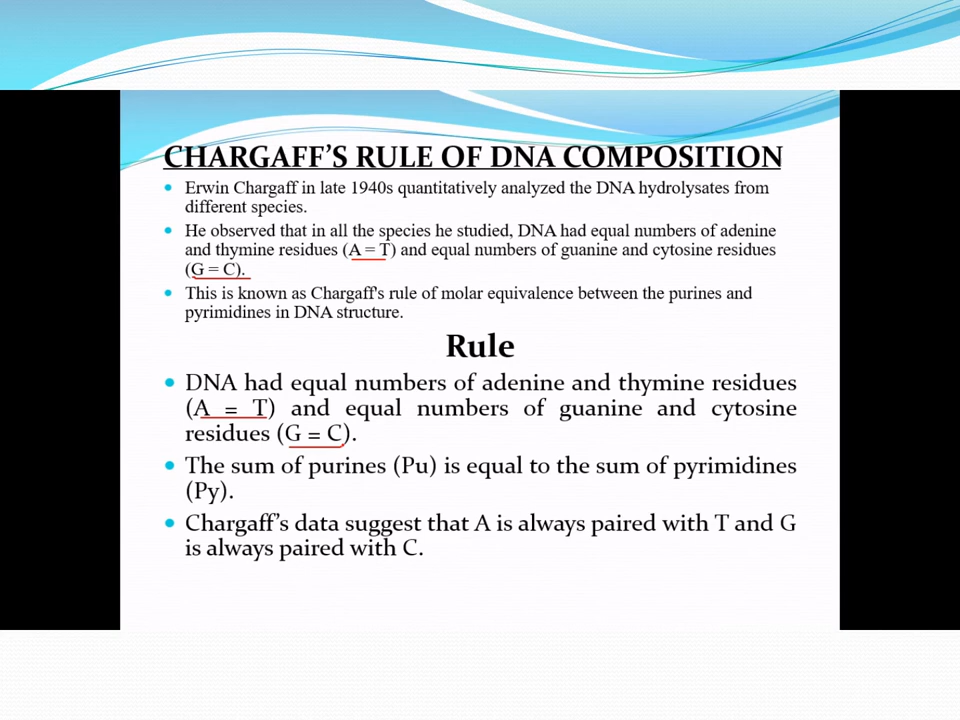 CHARGAFF’S RULE OF DNA COMPOSITION
• Erwin Chargaff in late 1940s quantitatively analyzed the DNA hydrolysates from
different species.
• He observed that in all the species he studied, DNA had equal numbers of adenine
and thymine residues (A = T) and equal numbers of guanine and cytosine residues
(G = C).
• This is known as Chargaff's rule of molar equivalence between the purines and
pyrimidines in DNA structure.
Rule
• DNA had equal numbers of adenine and thymine residues
(A = T) and equal numbers of guanine and cytosine
residues (G = C).
• The sum of purines (Pu) is equal to the sum of pyrimidines
(Py).
• Chargaff’s data suggest that A is always paired with T and G
is always paired with C.